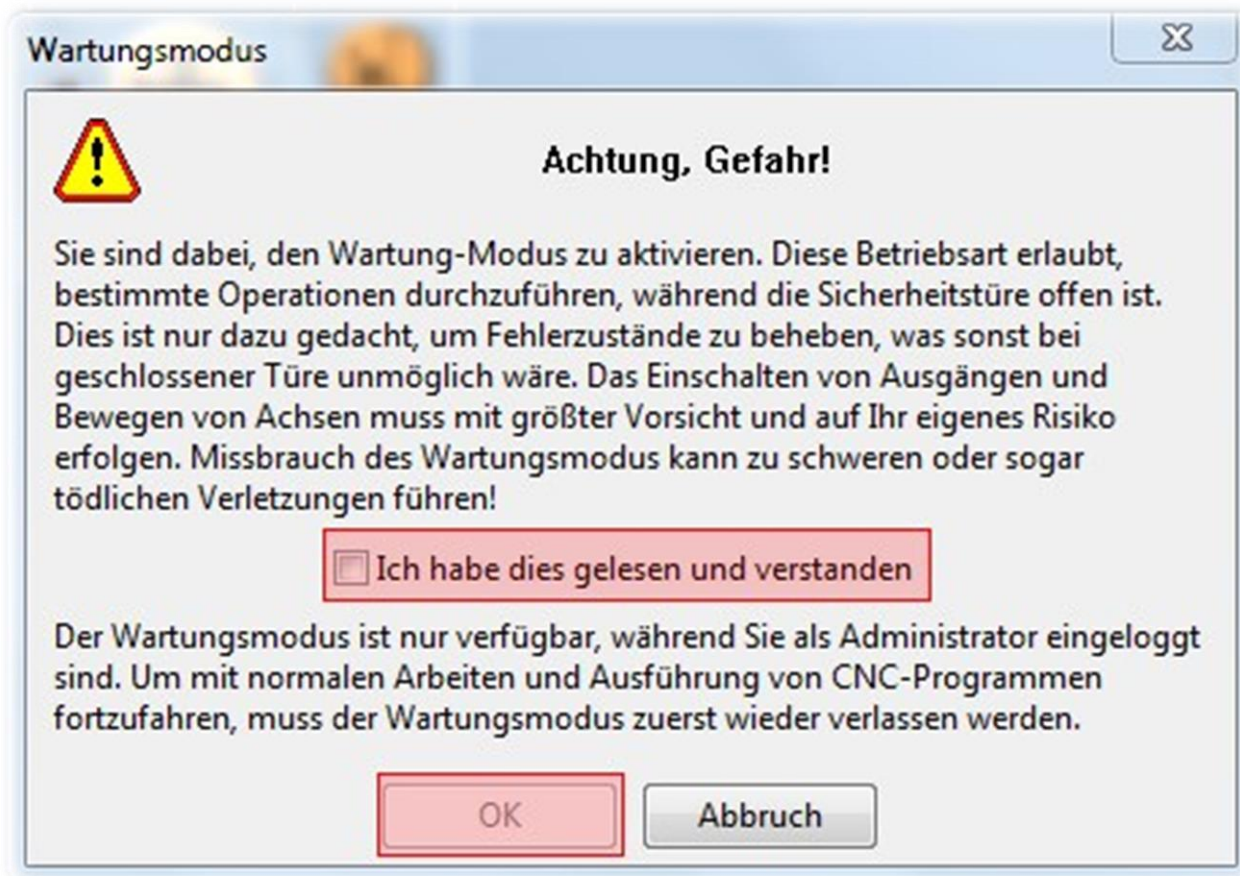 Wartungsmodus
Achtung, Gefahr!
Sie sind dabei, den Wartung-Modus zu aktivieren. Diese Betriebsart erlaubt,
bestimmte Operationen durchzuführen, während die Sicherheitstüre offen ist.
Dies ist nur dazu gedacht, um Fehlerzustände zu beheben, was sonst bei
geschlossener Türe unmöglich wäre. Das Einschalten von Ausgängen und
Bewegen von Achsen muss mit größter Vorsicht und auf Ihr eigenes Risiko
erfolgen. Missbrauch des Wartungsmodus kann zu schweren oder sogar
tödlichen Verletzungen führen!
Ich habe dies gelesen und verstanden
Der Wartungsmodus ist nur verfügbar, während Sie als Administrator eingeloggt
sind. Um mit normalen Arbeiten und Ausführung von CNC-Programmen
fortzufahren, muss der Wartungsmodus zuerst wieder verlassen werden.
OK Abbruch